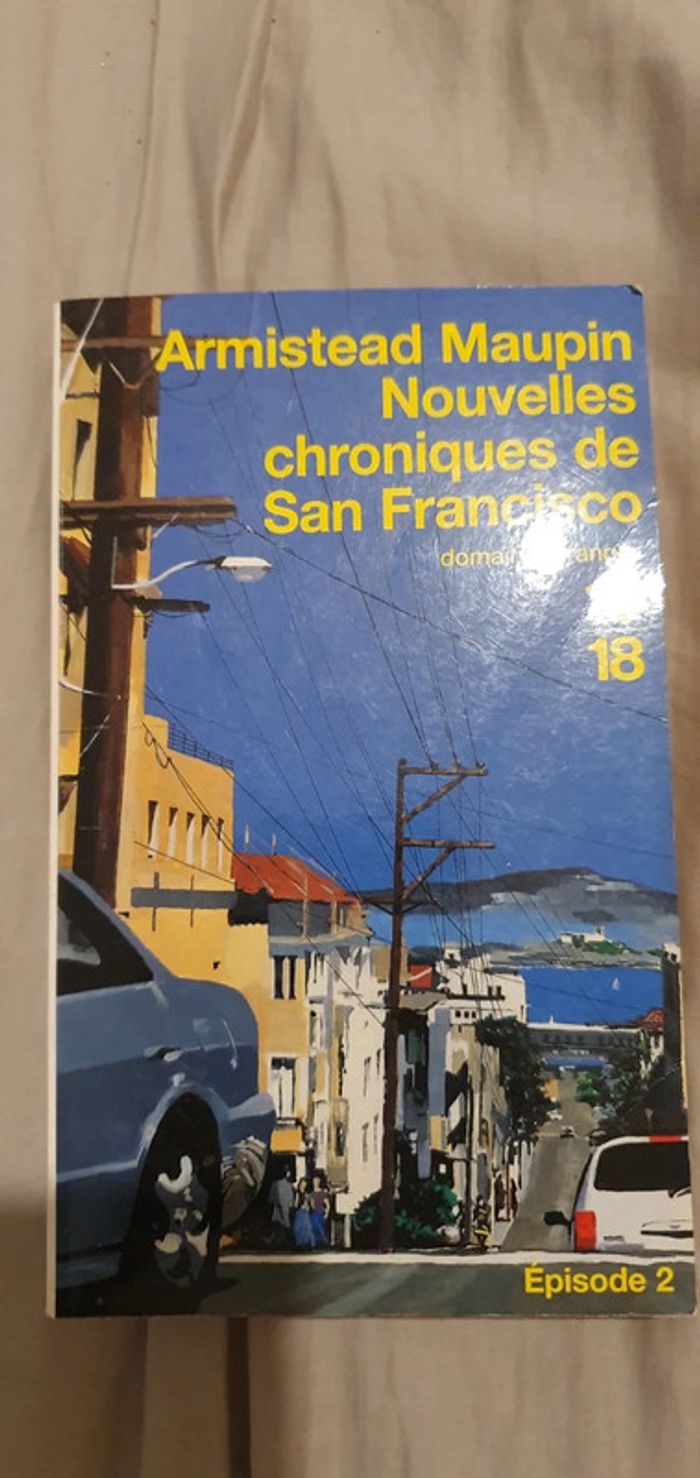 Armistead Maupin
Nouvelles
chroniques de
San Francisco
18
Épisode 2